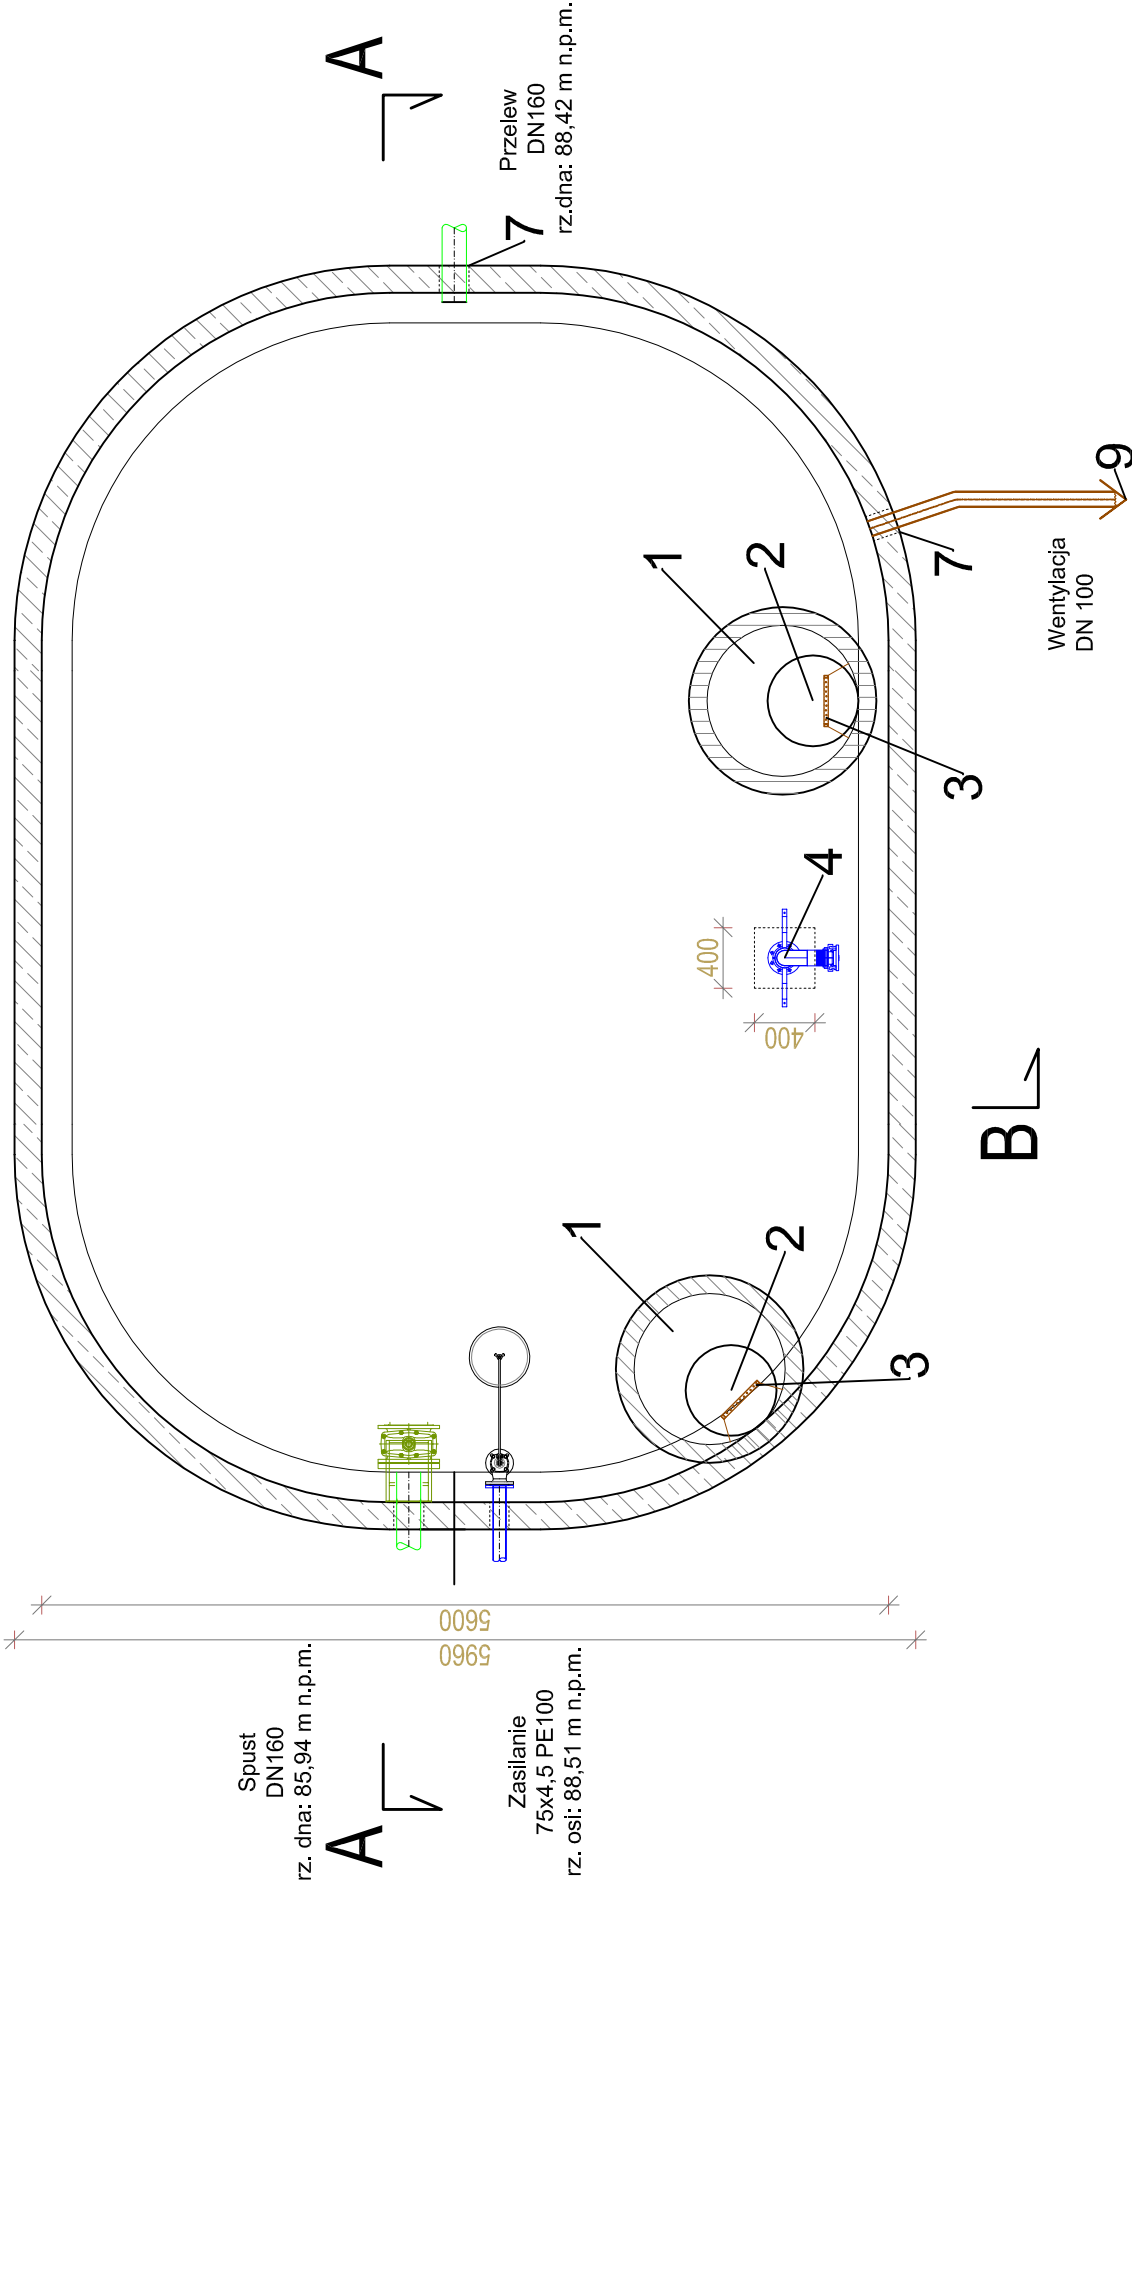 A
Przelew
DN160
rz.dna: 88,42 m n.p.m.
7
9
7
Wentylacja
DN 100
1
2
3
4
400
400
B
1
2
3
5600
5960
Spust
DN160
rz. dna: 85,94 m n.p.m.
A
Zasilanie
75x4,5 PE100
rz. osi: 88,51 m n.p.m.